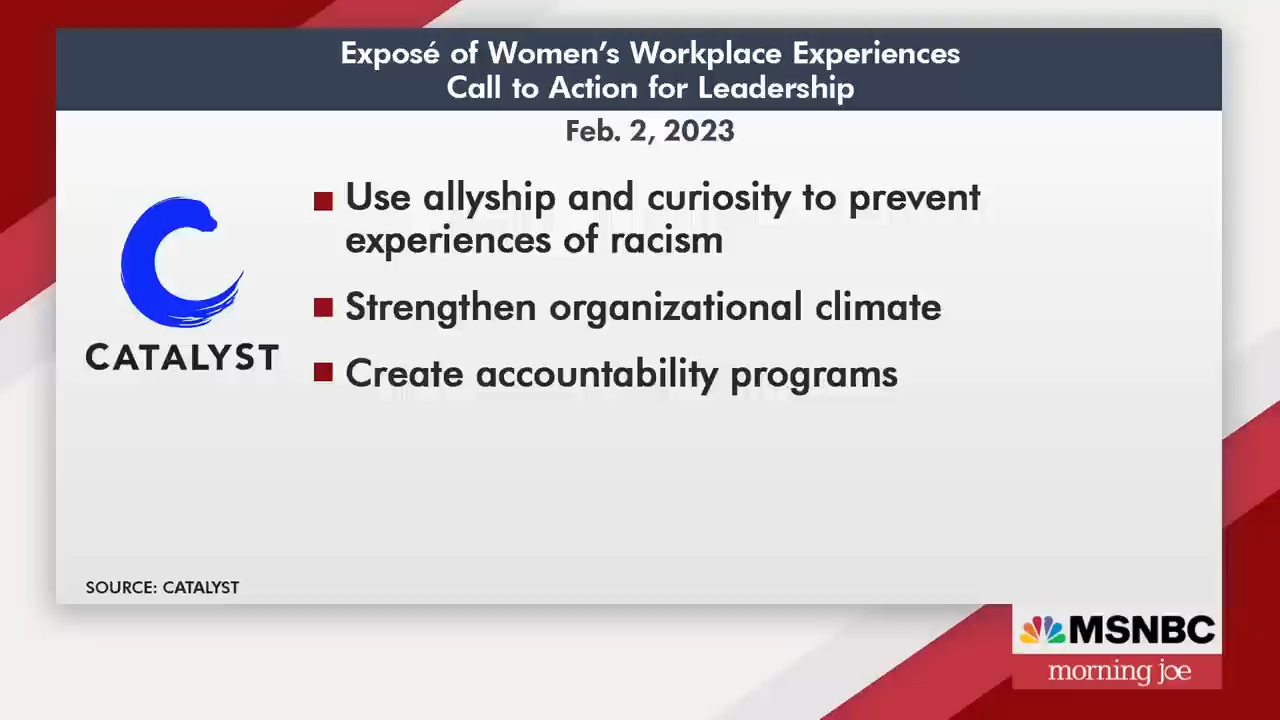 Exposé of Women's Workplace Experiences
Call to Action for Leadership
Feb. 2, 2023
Use allyship and curiosity to prevent
experiences of racism
Strengthen organizational climate
Create accountability programs
CATALYST
SOURCE: CATALYST
MSNBC
morning joe